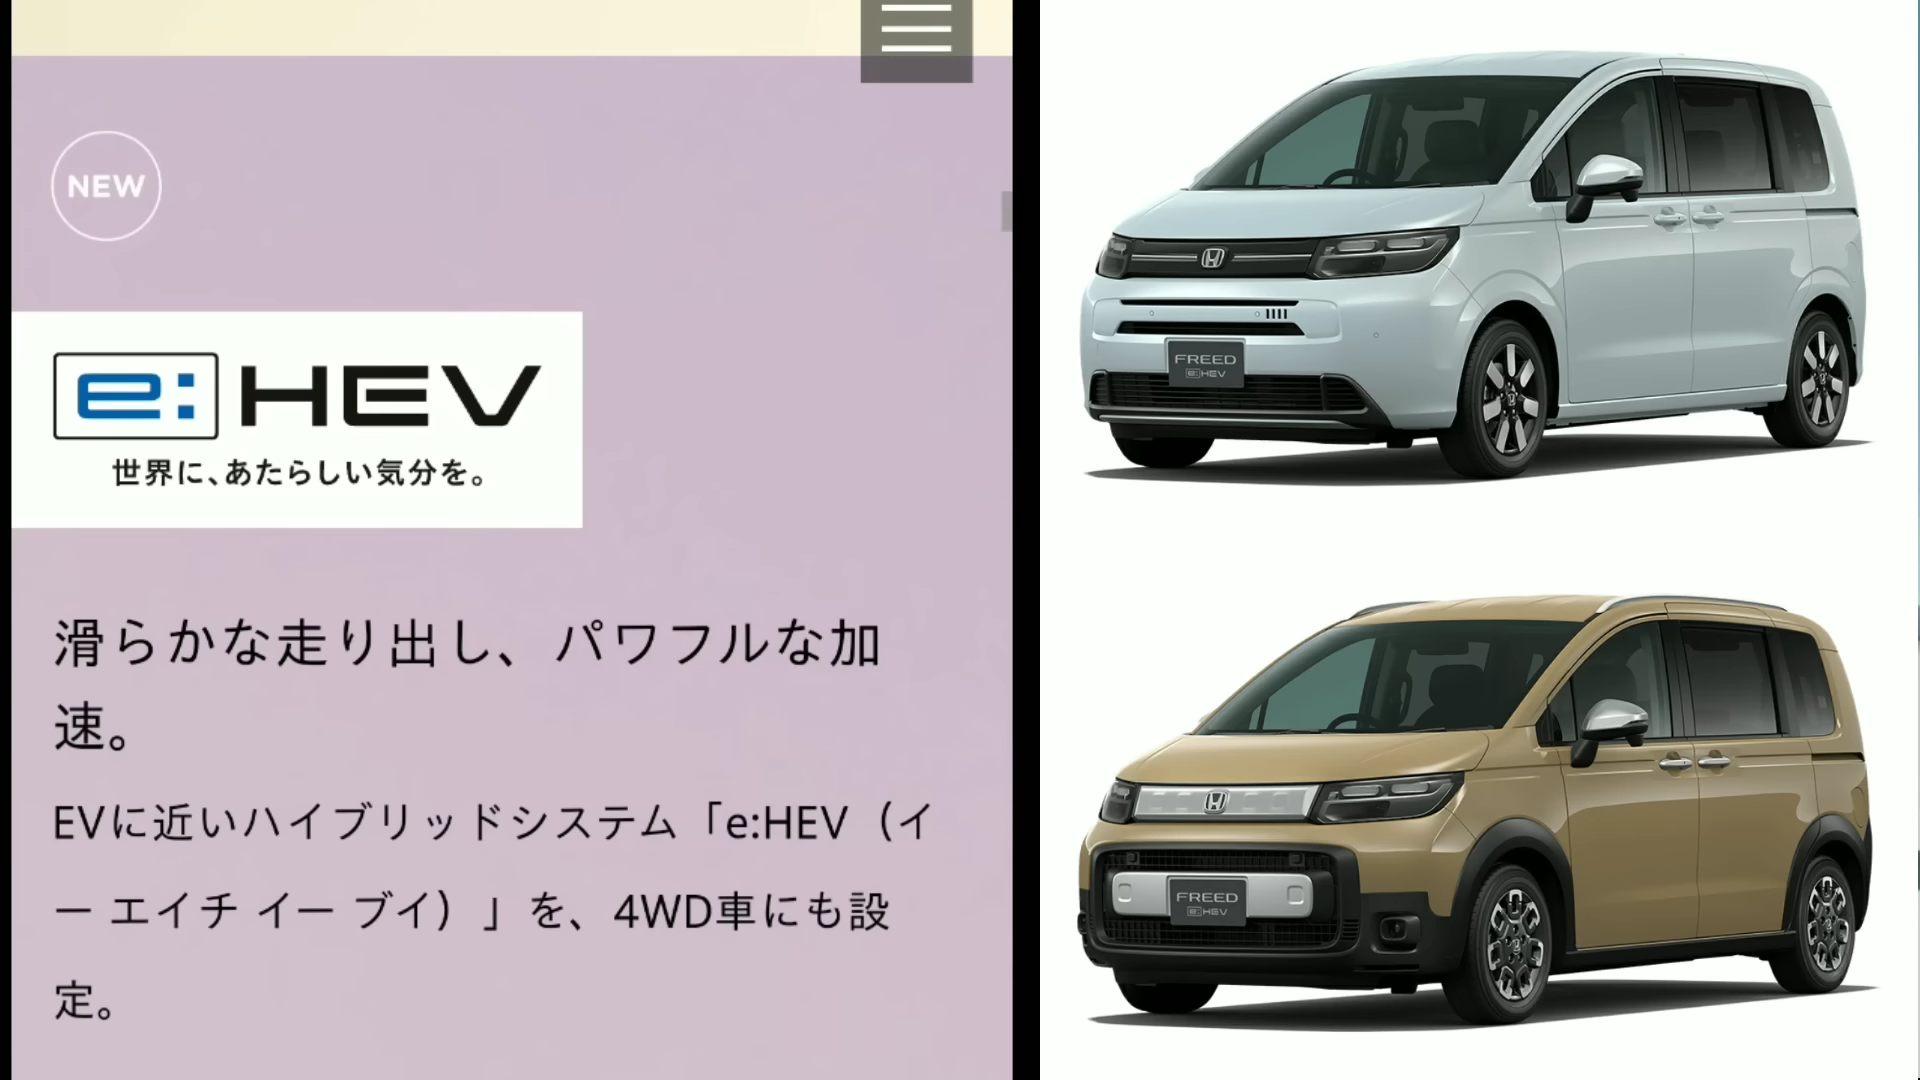 NEW
e:HEV
世界に、あたらしい気分を。
滑らかな走り出し、パワフルな加
速。
EVに近いハイブリッドシステム「e:HEV（イ
ー エイチ イー ブイ）」を、4WD車にも設
定。
FREED
e:HEV
FREED
e:HEV